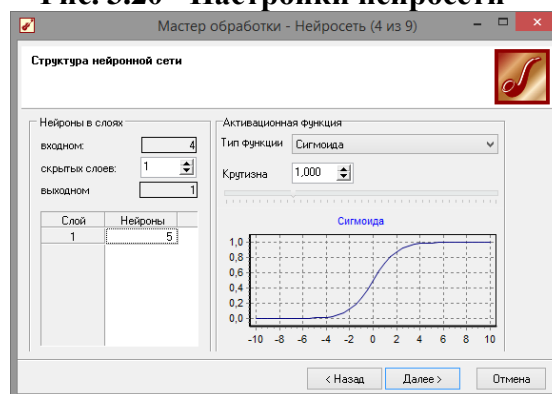 Рис. 3.20 Настройки нейросети
Мастер обработки - Нейросеть (4 из 9)
Структура нейронной сети
Нейроны в слоях
входном: 4
скрытых слоев: 1
выходном 1
Слой Нейроны
1 5
Активационная функция
Тип функции Сигмоида
Крутизна 1,000
Сигмоида
1,0
0,8
0,6
0,4
0,2
0,0
-10 -8 -6 -4 -2 0 2 4 6 8 10
< Назад Далее > Отмена